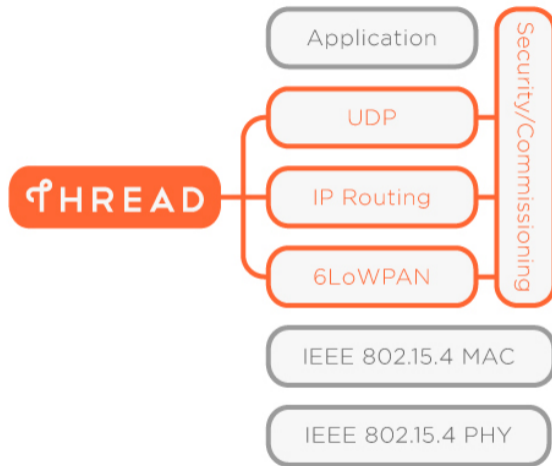 Application
UDP
THREAD
IP Routing
6LoWPAN
Security/Commissioning
IEEE 802.15.4 MAC
IEEE 802.15.4 PHY